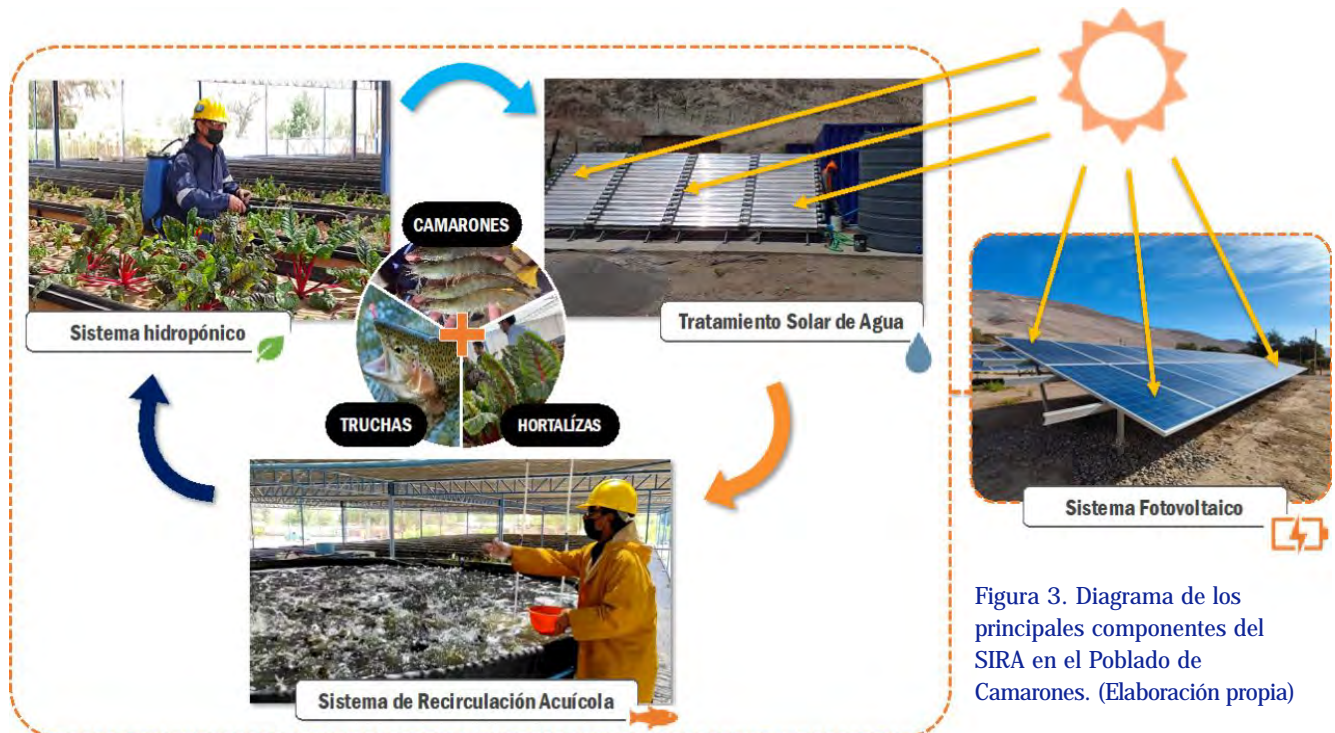 CAMARONES
Sistema hidropónico
Tratamiento Solar de Agua
TRUCHAS
HORTALÍZAS
Sistema Fotovoltaico
Sistema de Recirculación Acuícola
Figura 3. Diagrama de los
principales componentes del
SIRA en el Poblado de
Camarones. (Elaboración propia)